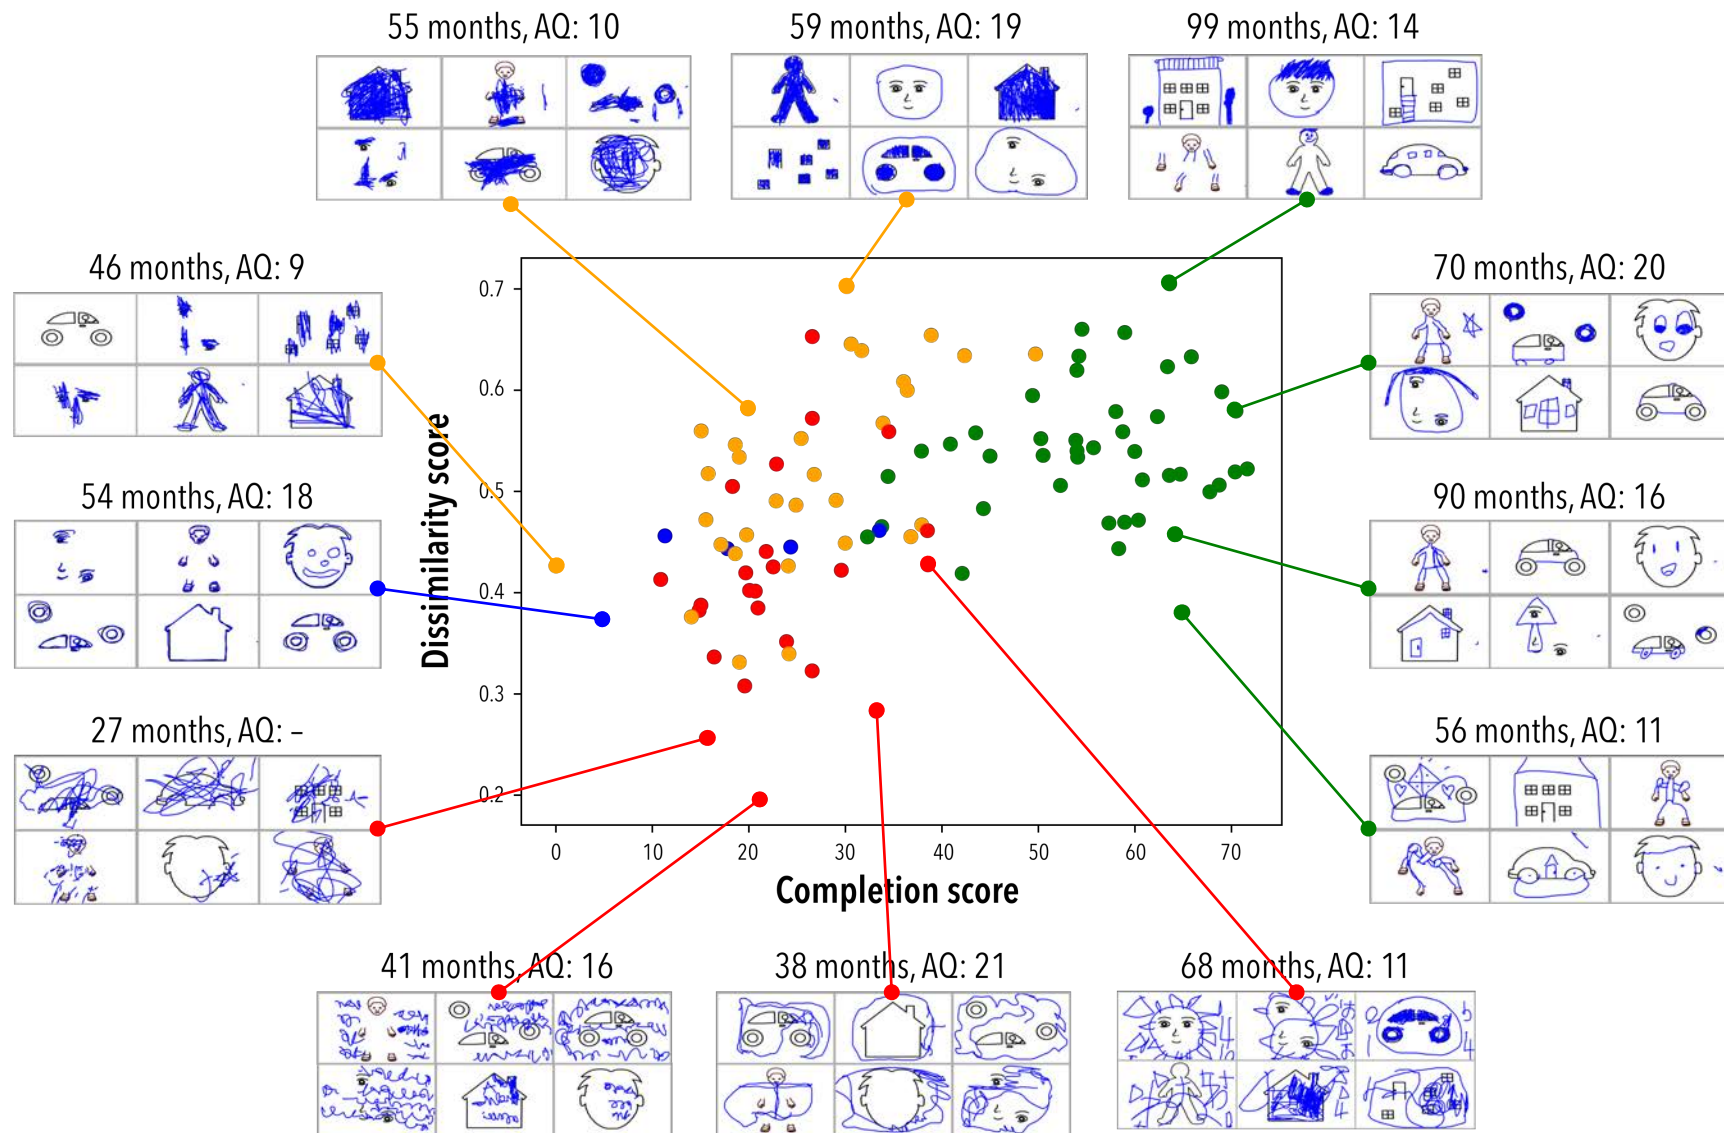 55 months, AQ: 10
59 months, AQ: 19
99 months, AQ: 14
46 months, AQ: 9
70 months, AQ: 20
54 months, AQ: 18
90 months, AQ: 16
27 months, AQ: –
56 months, AQ: 11
Dissimilarity score
0.7
0.6
0.5
0.4
0.3
0.2
0
10
20
30
40
50
60
70
Completion score
41 months, AQ: 16
38 months, AQ: 21
68 months, AQ: 11